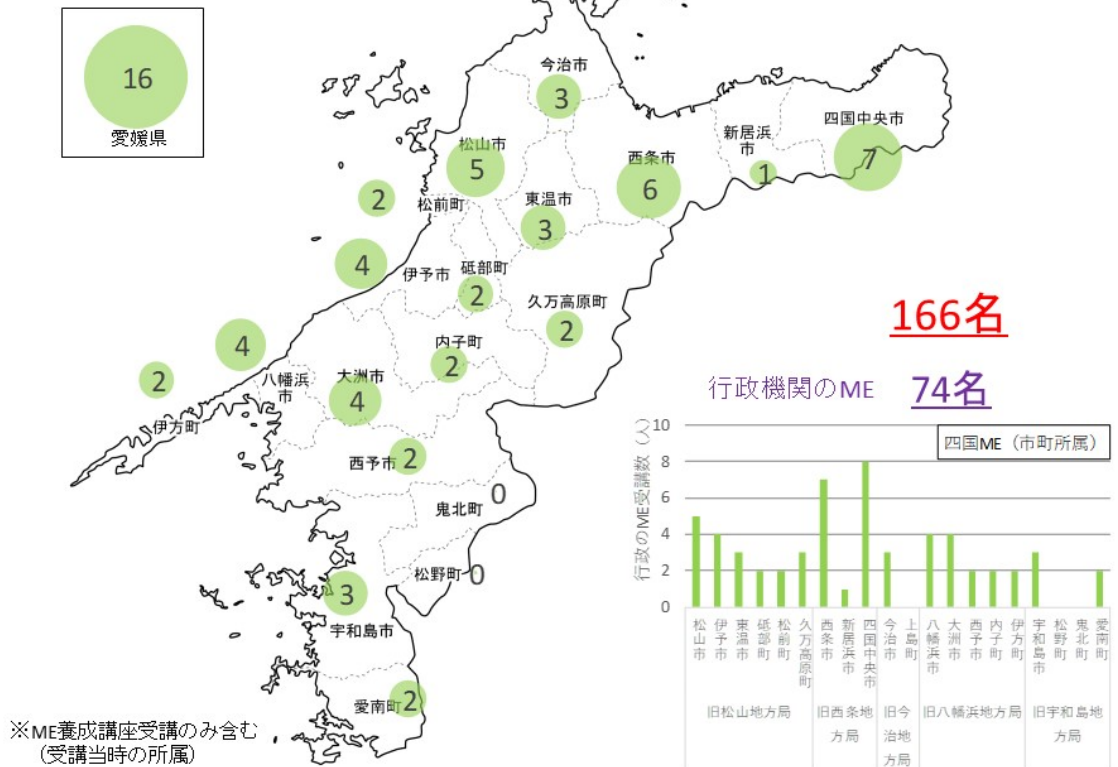 16
愛媛県
今治市
3
四国中央市
7
新居浜
市
1
松山市
5
西条市
6
2
松前町
東温市
3
4
伊予市
砥部町
2
久万高原町
2
166名
4
内子町
2
2
八幡浜
市
大洲市
4
行政機関のME 74名
伊方町
西予市
2
鬼北町
0
松野町
0
3
宇和島市
愛南町
2
※ME養成講座受講のみ含む
(受講当時の所属)
四国ME(市町所属)
行政のME受講数(人)
10
8
6
4
2
0
松山市
伊予市
東温市
砥部町
松前町
久万高原町
西条市
新居浜市
四国中央市
今治市
上島町
八幡浜市
大洲市
西予市
内子町
伊方町
宇和島市
松野町
鬼北町
愛南町
旧松山地方局
旧西条地
方局
旧今
治地
方局
旧八幡浜地方局
旧宇和島地
方局